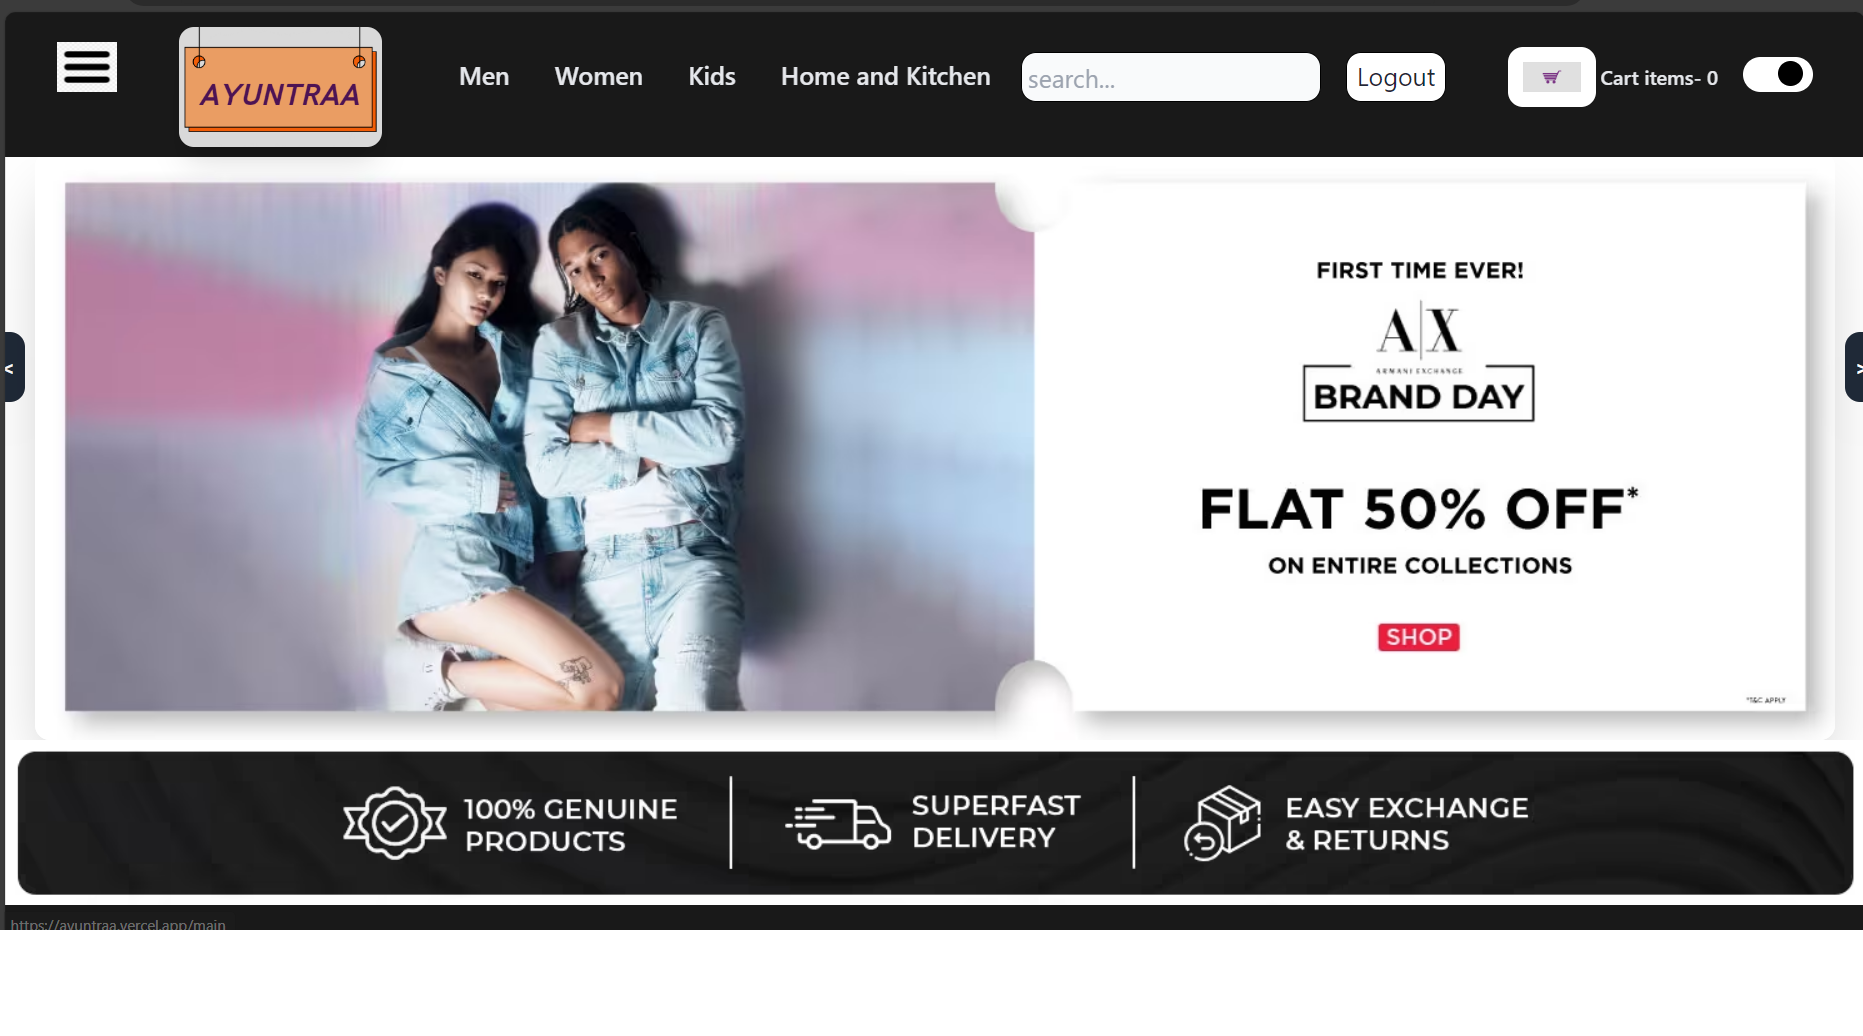 AYUNTRAA
Men
Women
Kids
Home and Kitchen
search...
Logout
Cart items- 0
<
>
FIRST TIME EVER!
A|X
ARMANI EXCHANGE
BRAND DAY
FLAT 50% OFF*
ON ENTIRE COLLECTIONS
SHOP
*T&C APPLY
100% GENUINE
PRODUCTS
SUPERFAST
DELIVERY
EASY EXCHANGE
& RETURNS
https://ayuntraa.vercel.app/main